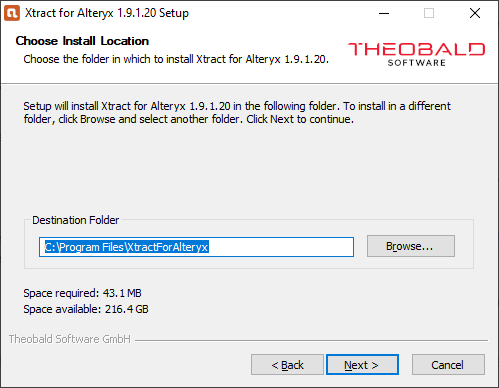 Xtract for Alteryx 1.9.1.20 Setup
Choose Install Location
Choose the folder in which to install Xtract for Alteryx 1.9.1.20.
THEOBALD
SOFTWARE
Setup will install Xtract for Alteryx 1.9.1.20 in the following folder. To install in a different
folder, click Browse and select another folder. Click Next to continue.
Destination Folder
C:\Program Files\XtractForAlteryx
Browse...
Space required: 43.1 MB
Space available: 216.4 GB
Theobald Software GmbH
< Back
Next >
Cancel